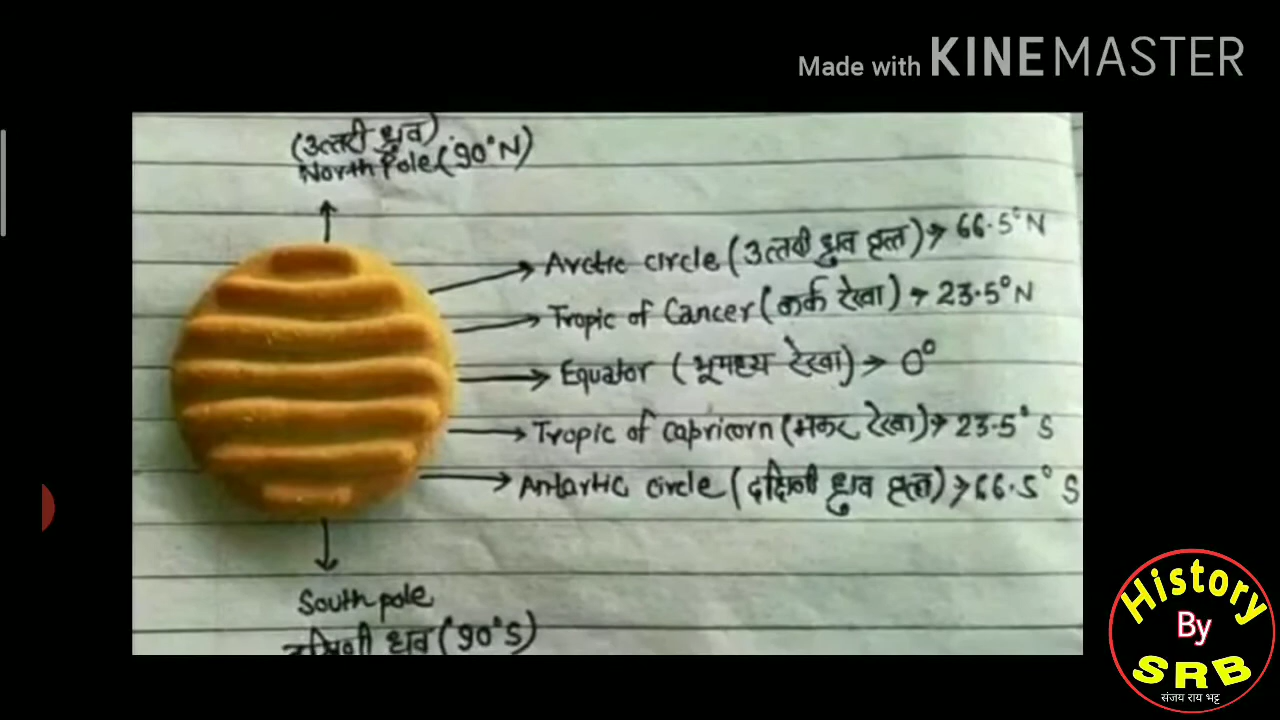 Made with KINEMASTER
(उत्तरी ध्रुव)
North Pole (90°N)
Arctic circle (उत्तरी ध्रुव वृत्त) → 66.5°N
Tropic of Cancer (कर्क रेखा) → 23.5°N
Equator (भूमध्य रेखा) → 0°
Tropic of Capricorn (मकर रेखा) → 23.5° S
Antartic circle (दक्षिणी ध्रुव वृत्त) → 66.5° S
South pole
दक्षिणी ध्रुव (90°S)
History
By
SRB
संजय राय भट्ट